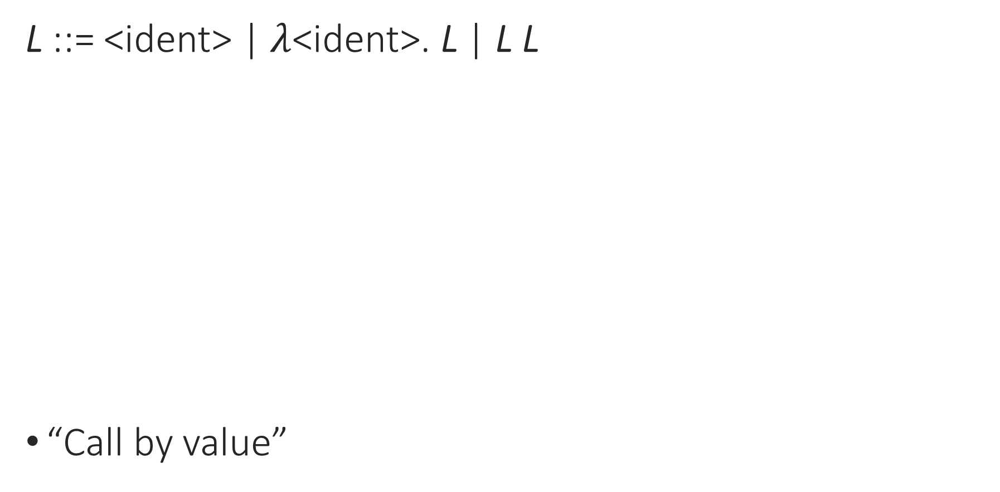 L ::= <ident> | λ<ident>. L | L L
• “Call by value”